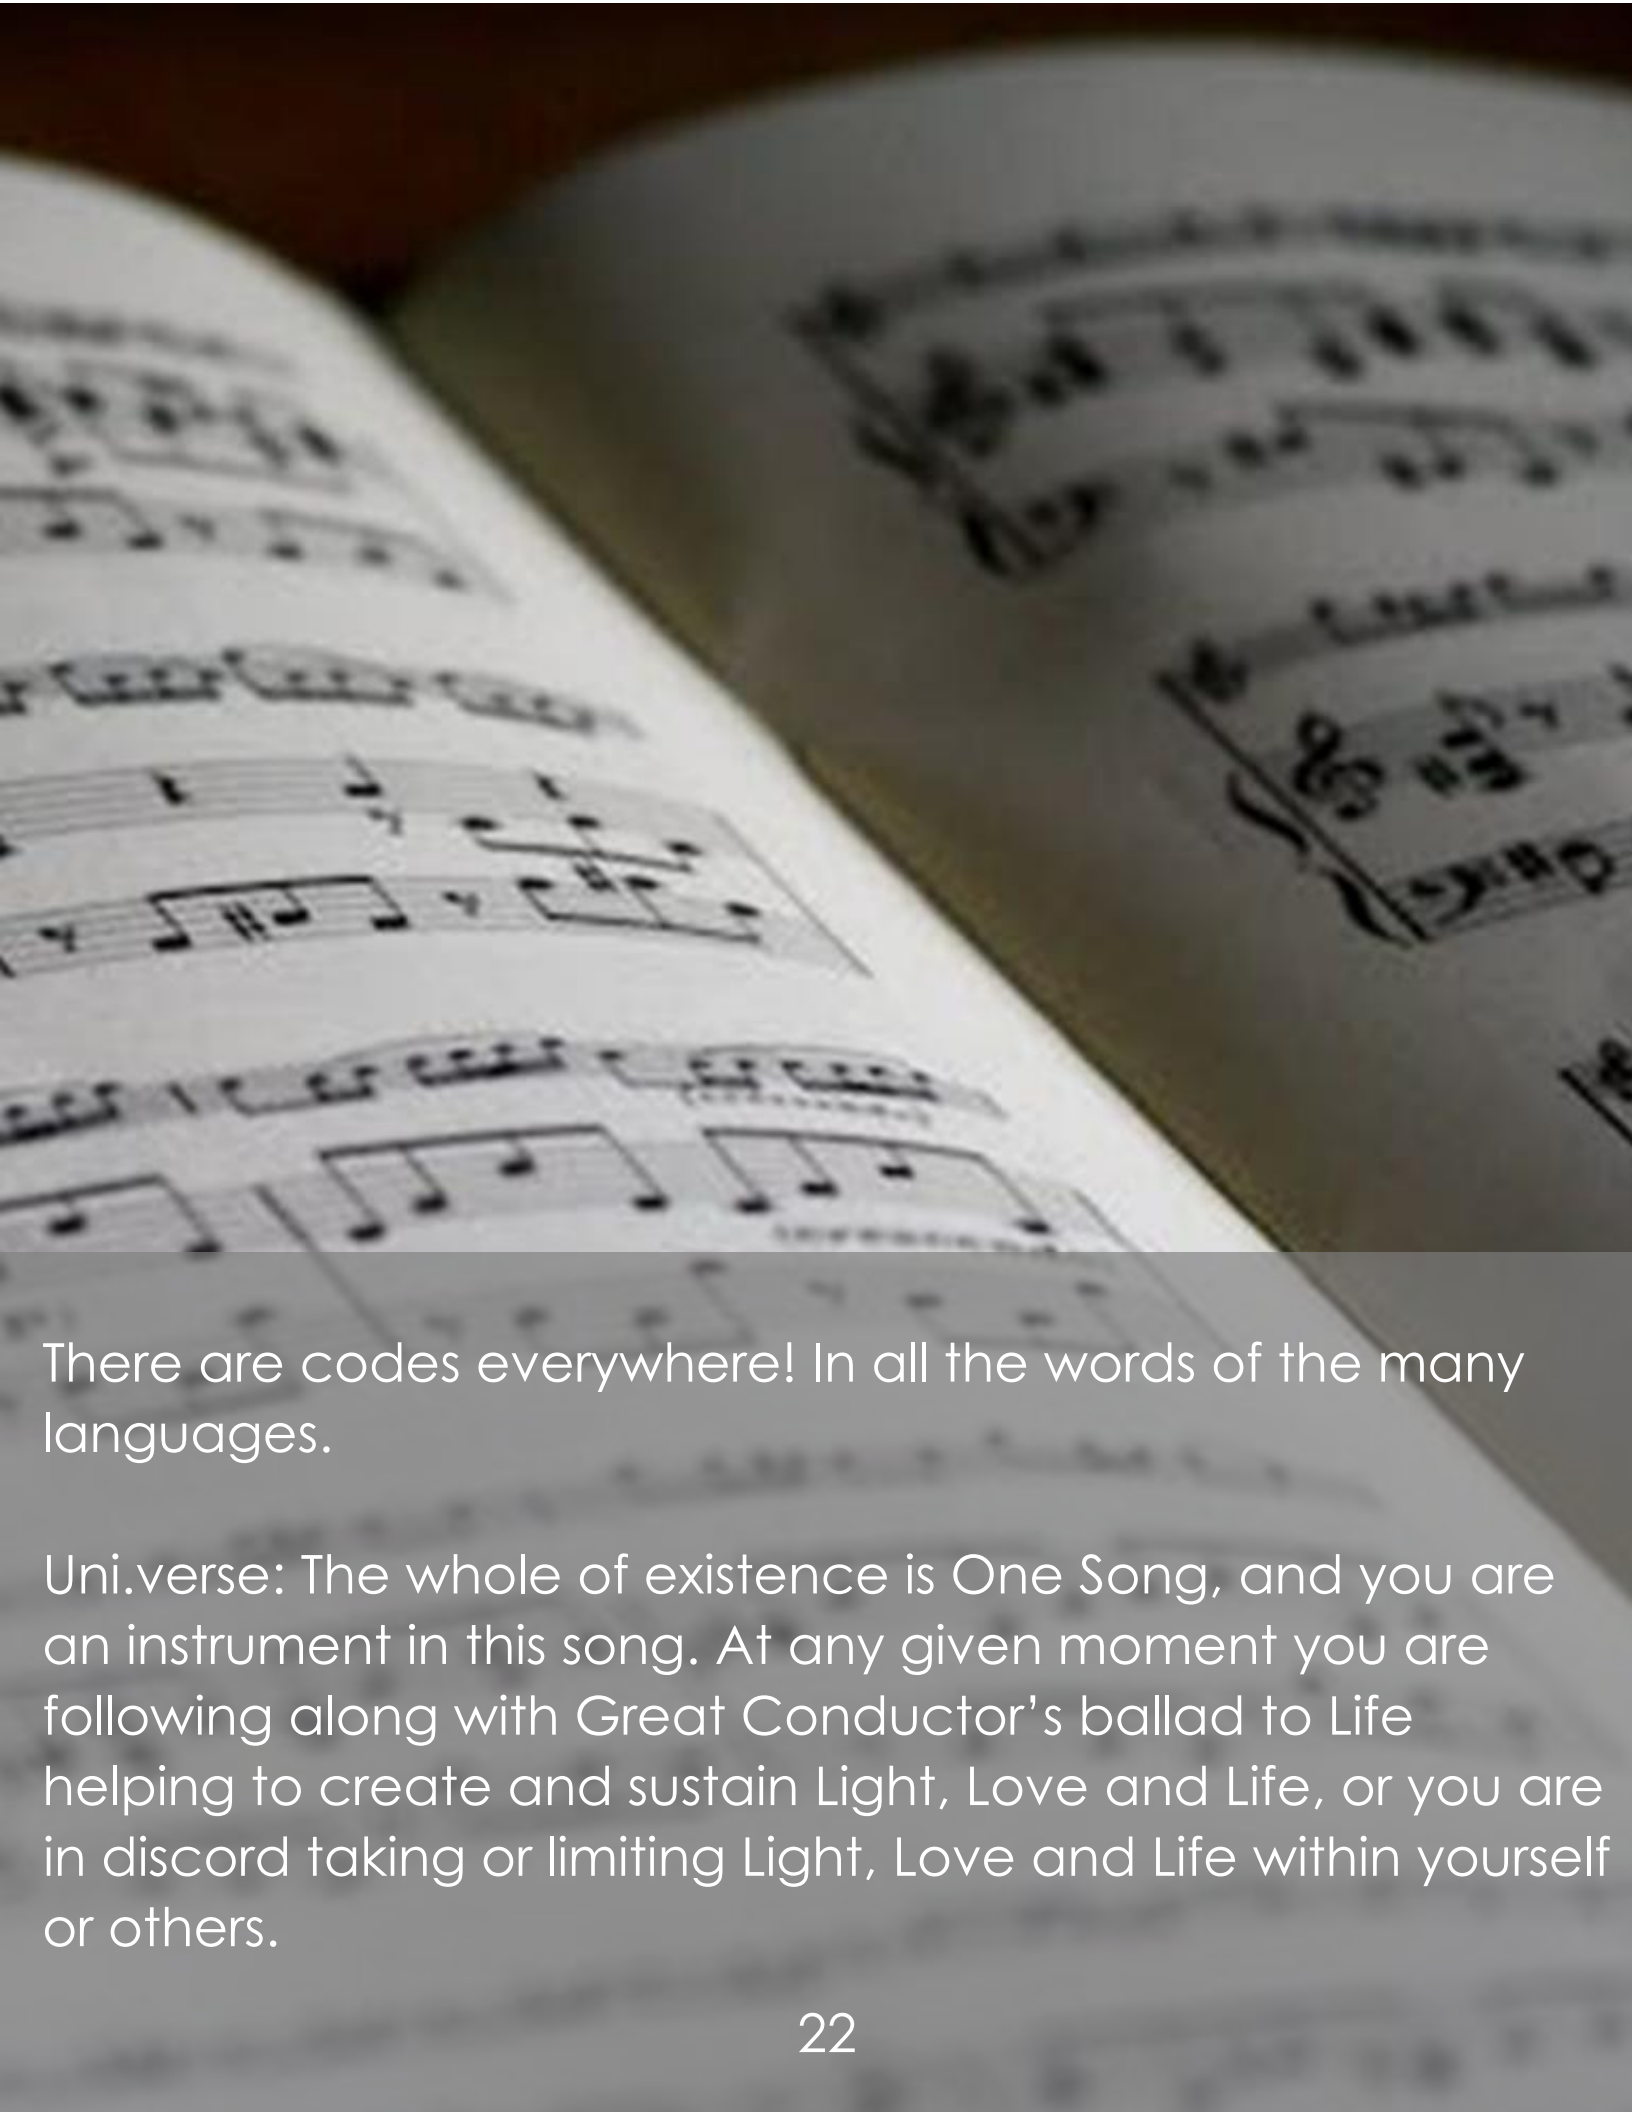 There are codes everywhere! In all the words of the many
languages.
Uni.verse: The whole of existence is One Song, and you are
an instrument in this song. At any given moment you are
following along with Great Conductor's ballad to Life
helping to create and sustain Light, Love and Life, or you are
in discord taking or limiting Light, Love and Life within yourself
or others.
22